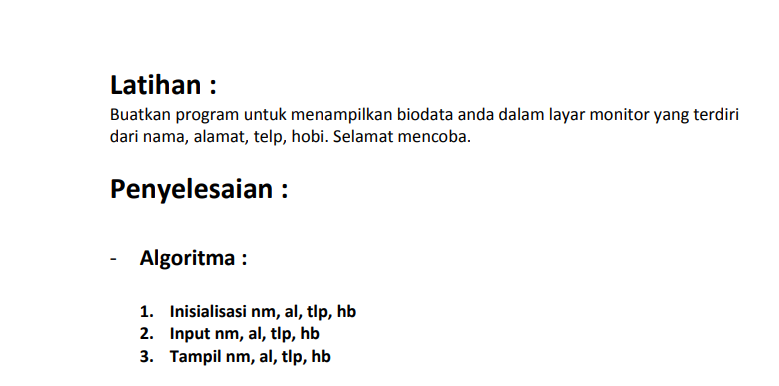 Latihan :
Buatkan program untuk menampilkan biodata anda dalam layar monitor yang terdiri
dari nama, alamat, telp, hobi. Selamat mencoba.
Penyelesaian :
- Algoritma :
1. Inisialisasi nm, al, tlp, hb
2. Input nm, al, tlp, hb
3. Tampil nm, al, tlp, hb